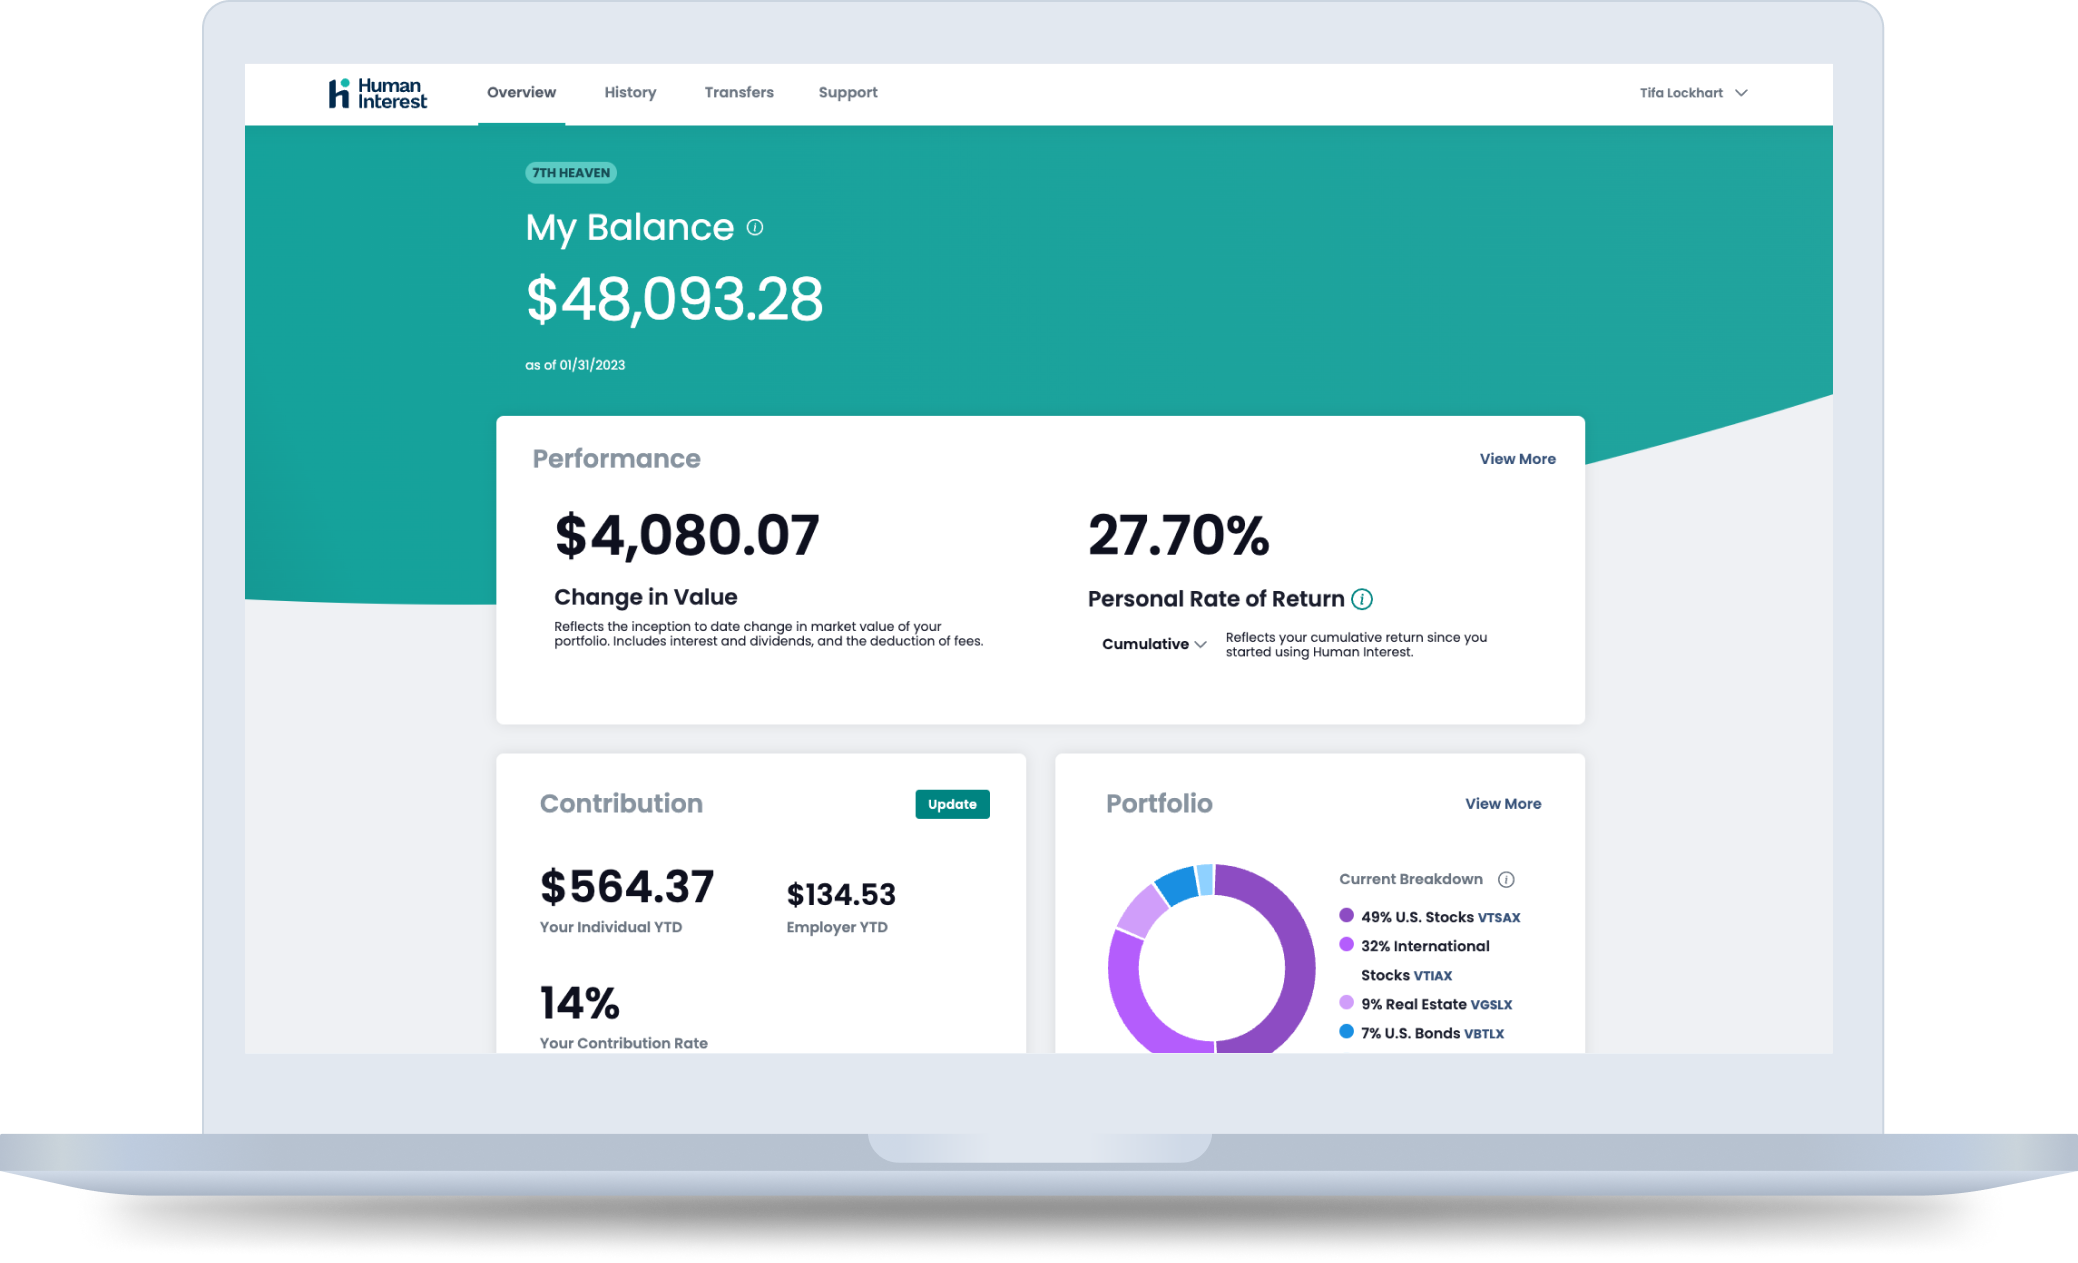 Human
Interest
Overview
History
Transfers
Support
Tifa Lockhart
7TH HEAVEN
My Balance
$48,093.28
as of 01/31/2023
Performance
View More
$4,080.07
Change in Value
Reflects the inception to date change in market value of your
portfolio. Includes interest and dividends, and the deduction of fees.
27.70%
Personal Rate of Return
Cumulative
Reflects your cumulative return since you
started using Human Interest.
Contribution
Update
$564.37
Your Individual YTD
$134.53
Employer YTD
14%
Your Contribution Rate
Portfolio
View More
Current Breakdown
49% U.S. Stocks VTSAX
32% International
Stocks VTIAX
9% Real Estate VGSLX
7% U.S. Bonds VBTLX